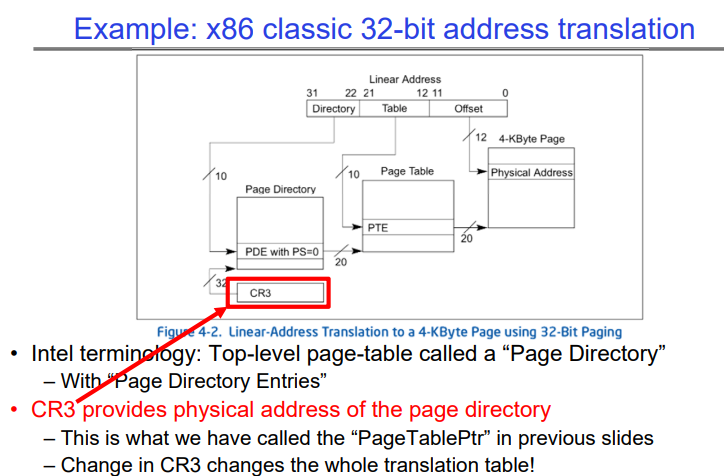 Example: x86 classic 32-bit address translation
Linear Address
31 22 21 12 11 0
Directory Table Offset
12 4-KByte Page
10 10 Page Table Physical Address
Page Directory
PTE
20
PDE with PS=0
20
32
CR3
Figure 4-2. Linear-Address Translation to a 4-KByte Page using 32-Bit Paging
• Intel terminology: Top-level page-table called a “Page Directory”
– With “Page Directory Entries”
• CR3 provides physical address of the page directory
– This is what we have called the “PageTablePtr” in previous slides
– Change in CR3 changes the whole translation table!